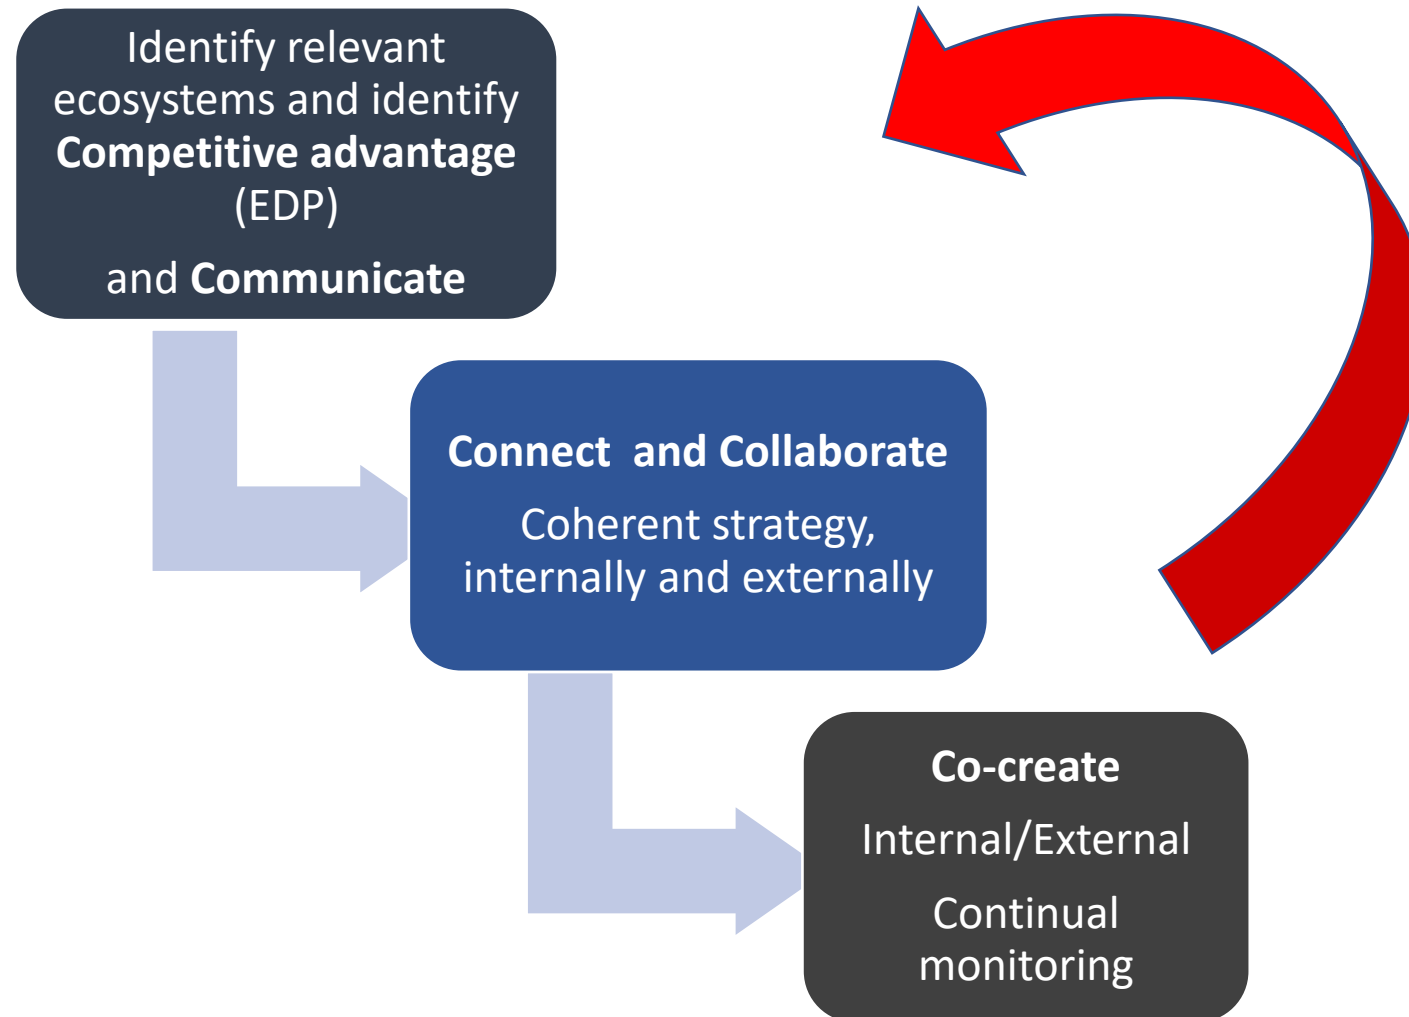 Identify relevant
ecosystems and identify
Competitive advantage
(EDP)
and Communicate
Connect  and Collaborate
Coherent strategy,
internally and externally
Co-create
Internal/External
Continual
monitoring